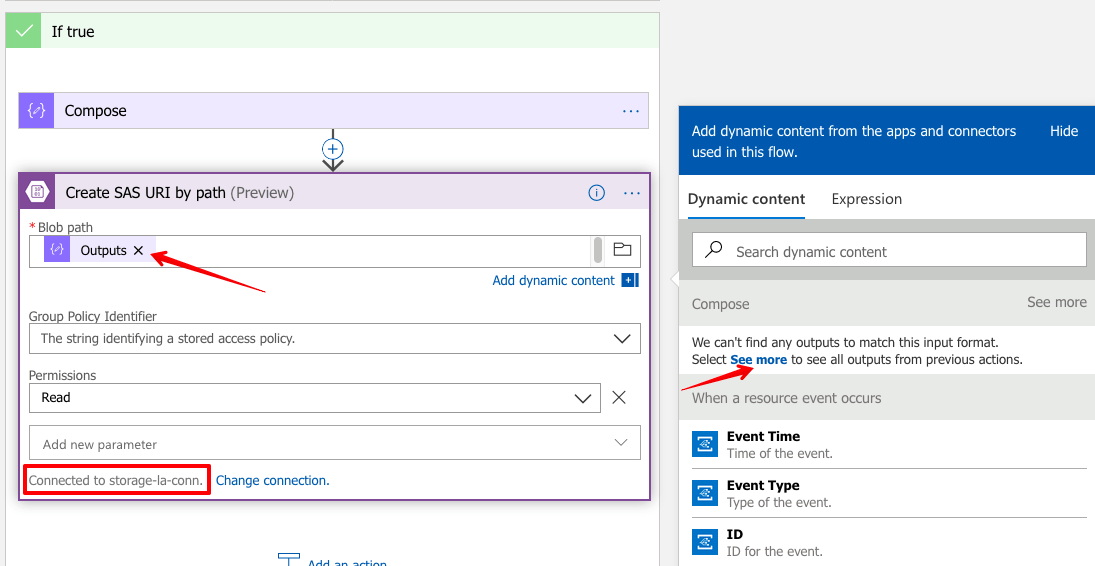 If true
Compose
Create SAS URI by path (Preview)
* Blob path
Outputs
Add dynamic content
Group Policy Identifier
The string identifying a stored access policy.
Permissions
Read
Add new parameter
Connected to storage-la-conn. Change connection.
Add an action
Add dynamic content from the apps and connectors
used in this flow.
Hide
Dynamic content
Expression
Search dynamic content
Compose
See more
We can't find any outputs to match this input format.
Select See more to see all outputs from previous actions.
When a resource event occurs
Event Time
Time of the event.
Event Type
Type of the event.
ID
ID for the event.